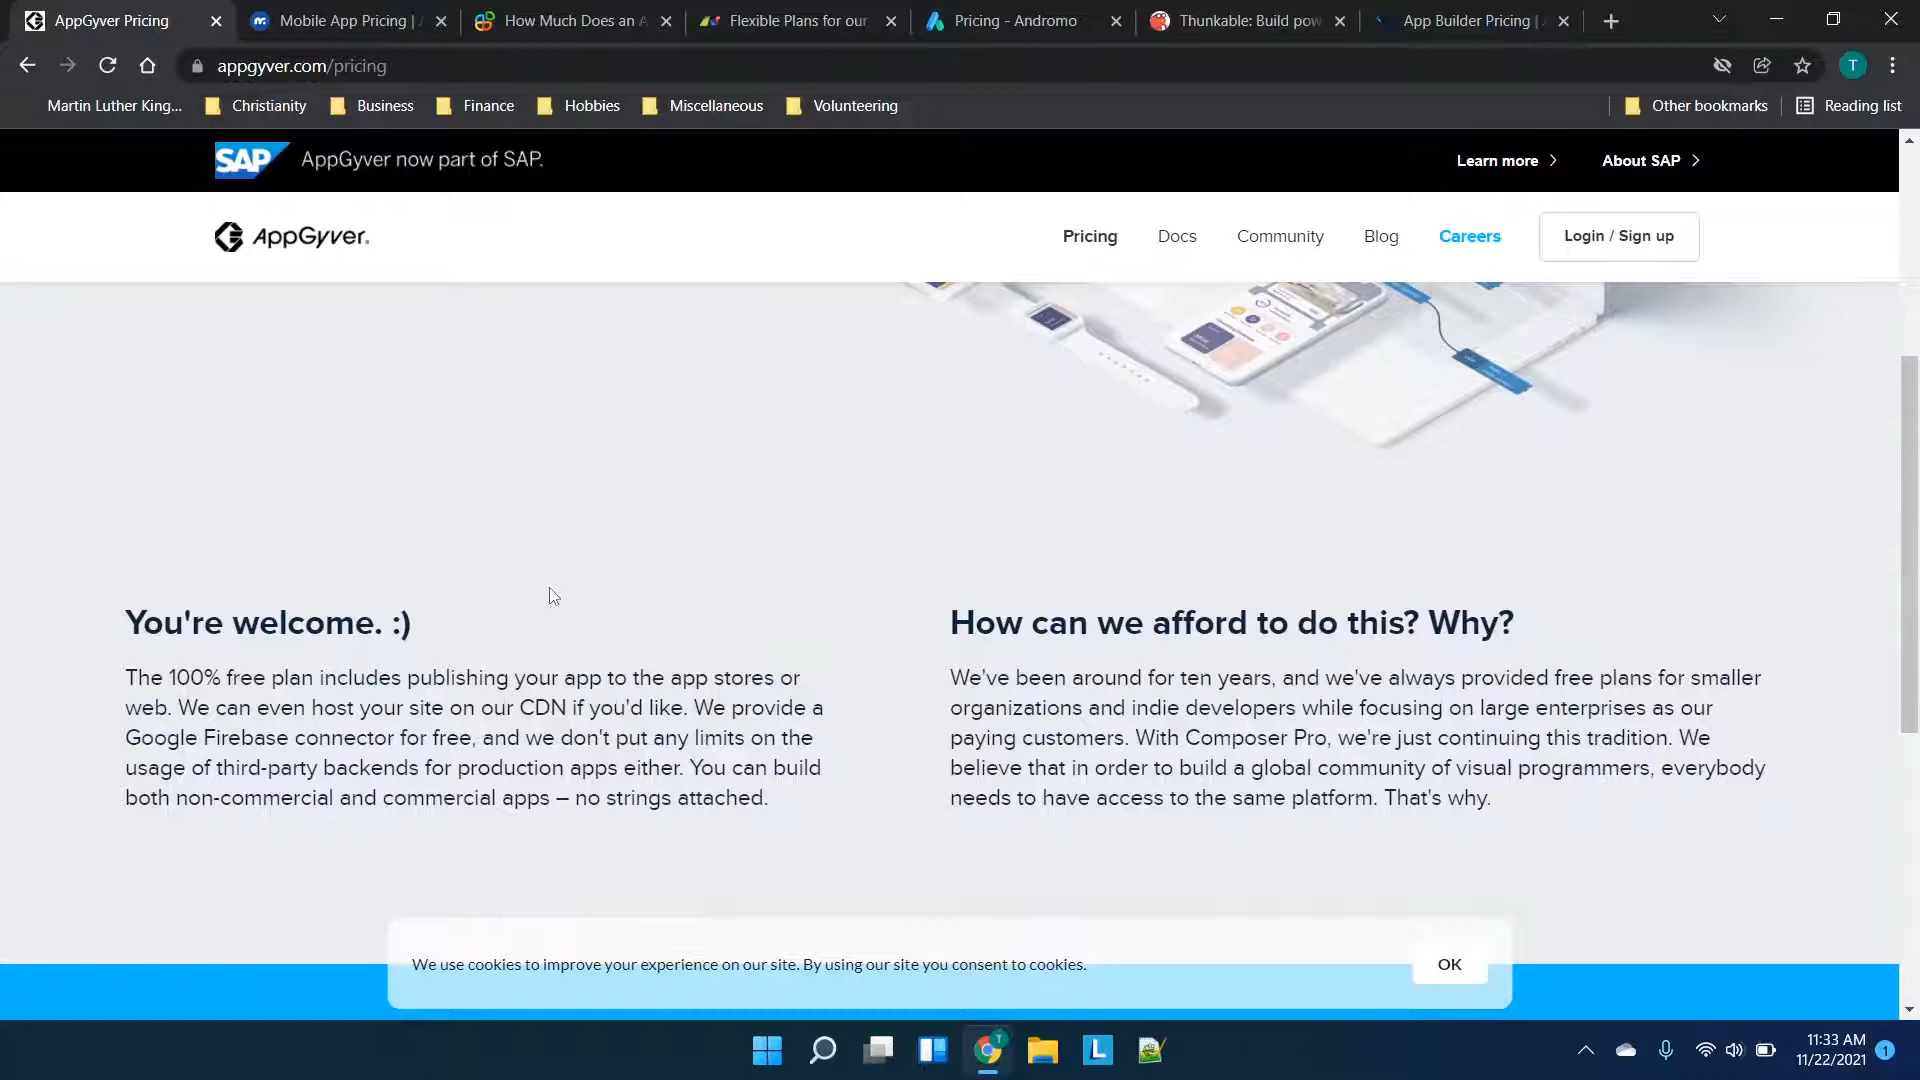 AppGyver Pricing
Mobile App Pricing |
How Much Does an A
Flexible Plans for our
Pricing - Andromo
Thunkable: Build pow
App Builder Pricing |
appgyver.com/pricing
T
Martin Luther King...
Christianity
Business
Finance
Hobbies
Miscellaneous
Volunteering
Other bookmarks
Reading list
SAP
AppGyver now part of SAP.
Learn more
About SAP
AppGyver.
Pricing
Docs
Community
Blog
Careers
Login / Sign up
You're welcome. :)
The 100% free plan includes publishing your app to the app stores or
web. We can even host your site on our CDN if you'd like. We provide a
Google Firebase connector for free, and we don't put any limits on the
usage of third-party backends for production apps either. You can build
both non-commercial and commercial apps – no strings attached.
How can we afford to do this? Why?
We've been around for ten years, and we've always provided free plans for smaller
organizations and indie developers while focusing on large enterprises as our
paying customers. With Composer Pro, we're just continuing this tradition. We
believe that in order to build a global community of visual programmers, everybody
needs to have access to the same platform. That's why.
We use cookies to improve your experience on our site. By using our site you consent to cookies.
OK
T
L
11:33 AM
11/22/2021
1